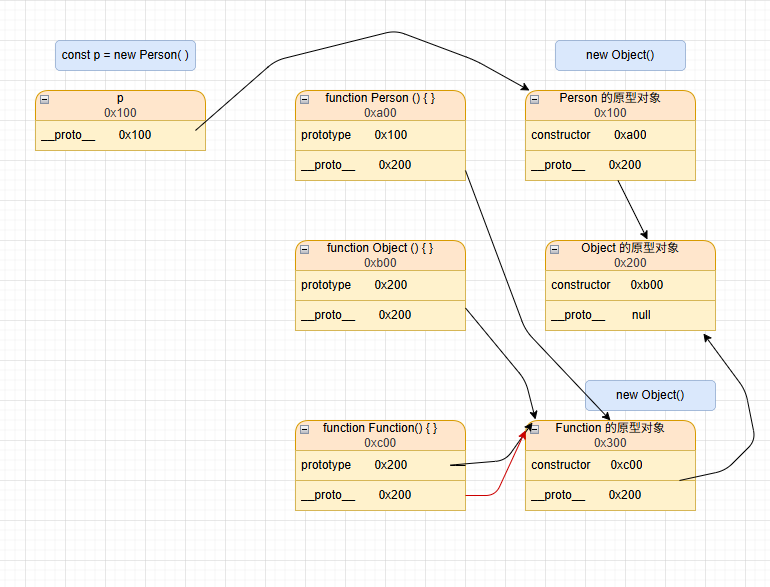 const p = new Person( )
new Object()
p
0x100
__proto__ 0x100
function Person () { }
0xa00
prototype 0x100
__proto__ 0x200
Person 的原型对象
0x100
constructor 0xa00
__proto__ 0x200
function Object () { }
0xb00
prototype 0x200
__proto__ 0x200
Object 的原型对象
0x200
constructor 0xb00
__proto__ null
new Object()
function Function() { }
0xc00
prototype 0x200
__proto__ 0x200
Function 的原型对象
0x300
constructor 0xc00
__proto__ 0x200